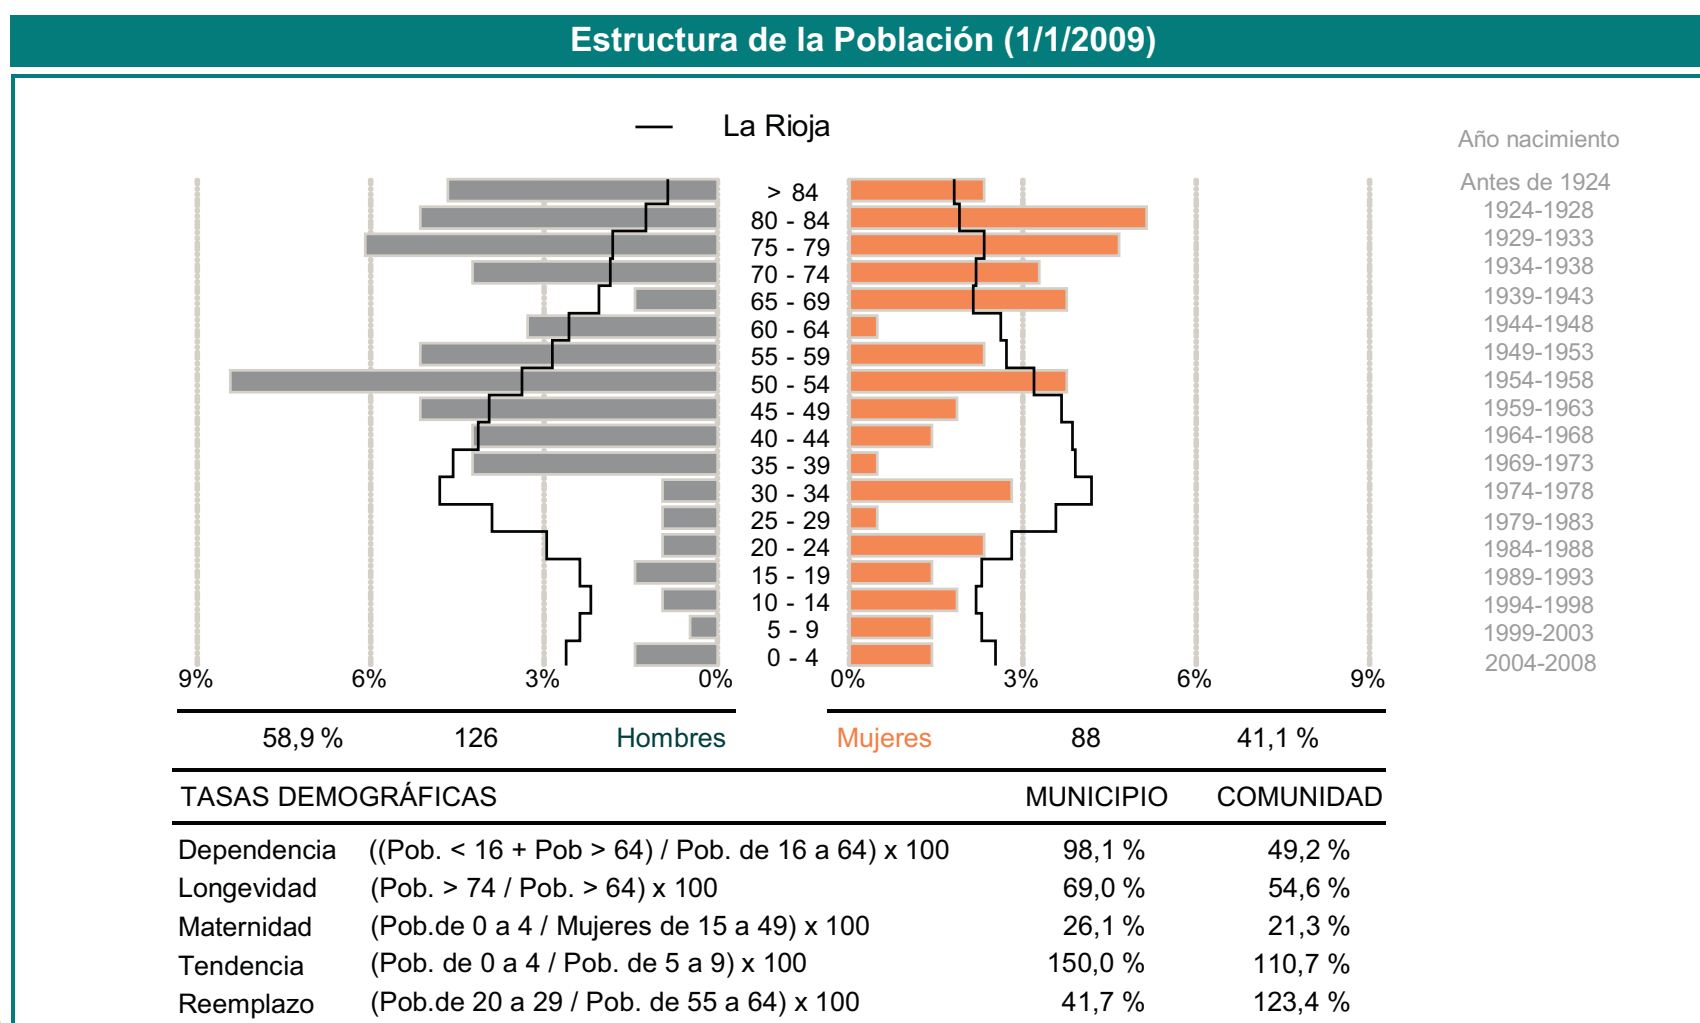 Estructura de la Población (1/1/2009)
La Rioja
Año nacimiento
> 84 Antes de 1924
80 - 84 1924-1928
75 - 79 1929-1933
70 - 74 1934-1938
65 - 69 1939-1943
60 - 64 1944-1948
55 - 59 1949-1953
50 - 54 1954-1958
45 - 49 1959-1963
40 - 44 1964-1968
35 - 39 1969-1973
30 - 34 1974-1978
25 - 29 1979-1983
20 - 24 1984-1988
15 - 19 1989-1993
10 - 14 1994-1998
5 - 9 1999-2003
0 - 4 2004-2008
9% 6% 3% 0% 0% 3% 6% 9%
58,9 % 126 Hombres Mujeres 88 41,1 %
TASAS DEMOGRÁFICAS MUNICIPIO COMUNIDAD
Dependencia ((Pob. < 16 + Pob > 64) / Pob. de 16 a 64) x 100 98,1 % 49,2 %
Longevidad (Pob. > 74 / Pob. > 64) x 100 69,0 % 54,6 %
Maternidad (Pob.de 0 a 4 / Mujeres de 15 a 49) x 100 26,1 % 21,3 %
Tendencia (Pob. de 0 a 4 / Pob. de 5 a 9) x 100 150,0 % 110,7 %
Reemplazo (Pob.de 20 a 29 / Pob. de 55 a 64) x 100 41,7 % 123,4 %